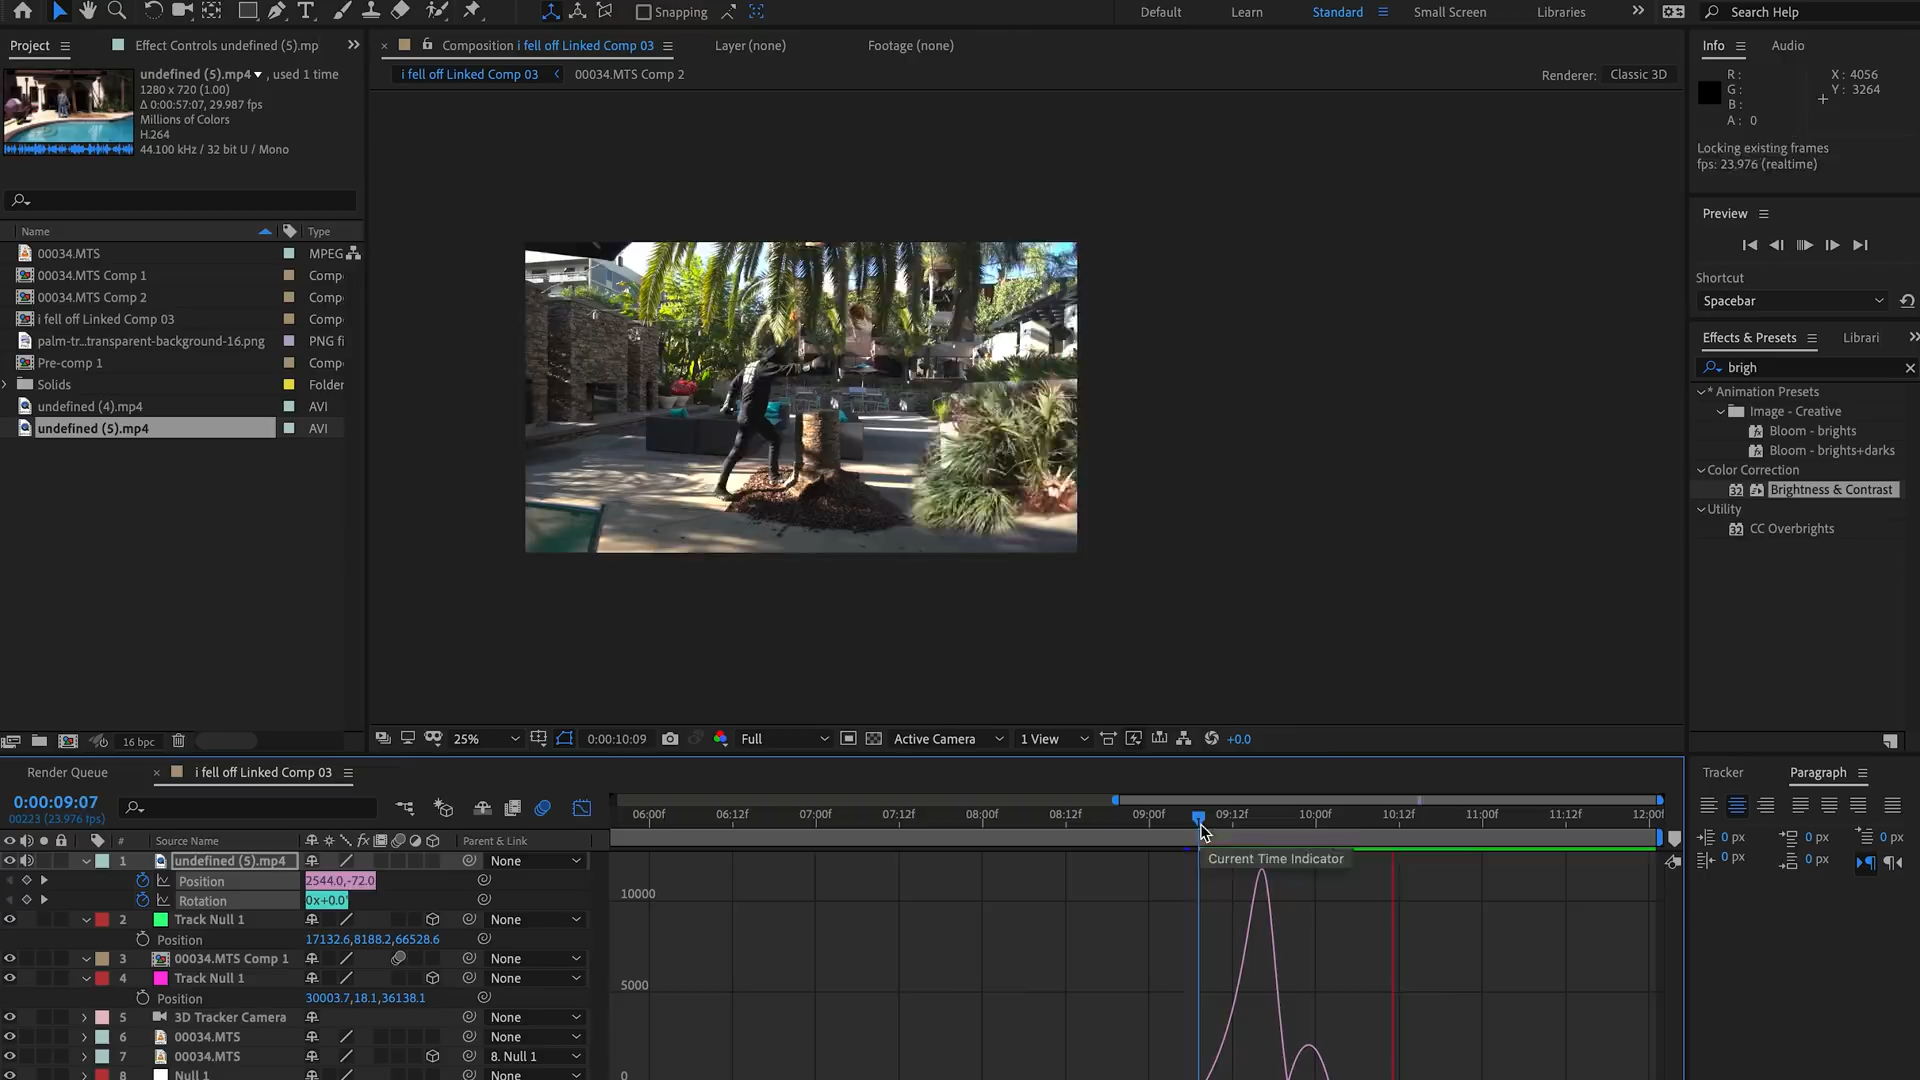 Snapping
Default
Learn
Standard
Small Screen
Libraries
Search Help
Project
Effect Controls undefined (5).mp
Composition i fell off Linked Comp 03
Layer (none)
Footage (none)
Info
Audio
undefined (5).mp4 , used 1 time
1280 x 720 (1.00)
Δ 0:00:57:07, 29.987 fps
Millions of Colors
H.264
44.100 kHz / 32 bit U / Mono
i fell off Linked Comp 03
00034.MTS Comp 2
Renderer: Classic 3D
R:
G:
B:
A: 0
X: 4056
Y: 3264
Locking existing frames
fps: 23.976 (realtime)
Preview
Shortcut
Spacebar
Effects & Presets
Librari
brigh
* Animation Presets
Image - Creative
Bloom - brights
Bloom - brights+darks
Color Correction
32 Brightness & Contrast
Utility
32 CC Overbrights
Name Type
00034.MTS MPEG
00034.MTS Comp 1 Comp
00034.MTS Comp 2 Comp
i fell off Linked Comp 03 Comp
palm-tr...transparent-background-16.png PNG fi
Pre-comp 1 Comp
Solids Folder
undefined (4).mp4 AVI
undefined (5).mp4 AVI
16 bpc
25%
0:00:10:09
Full
Active Camera
1 View
+0.0
Render Queue
i fell off Linked Comp 03
0:00:09:07
00223 (23.976 fps)
06:00f 06:12f 07:00f 07:12f 08:00f 08:12f 09:00f 09:12f 10:00f 10:12f 11:00f 11:12f 12:00f
# Source Name fx Parent & Link
1 undefined (5).mp4 None
Position 2544.0,-72.0
Rotation 0x+0.0°
2 Track Null 1 None
Position 17132.6,8188.2,66528.6
3 00034.MTS Comp 1 None
4 Track Null 1 None
Position 30003.7,18.1,36138.1
5 3D Tracker Camera None
6 00034.MTS None
7 00034.MTS 8. Null 1
8 Null 1 None
Current Time Indicator
10000
5000
0
Tracker
Paragraph
0 px 0 px 0 px
0 px 0 px